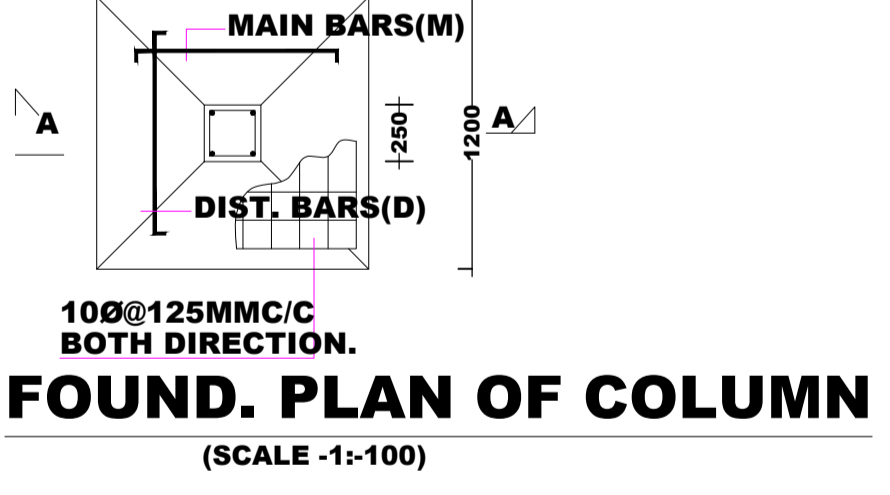 MAIN BARS(M)
A
250
1200
A
DIST. BARS(D)
10Ø@125MMC/C
BOTH DIRECTION.
FOUND. PLAN OF COLUMN
(SCALE -1:-100)